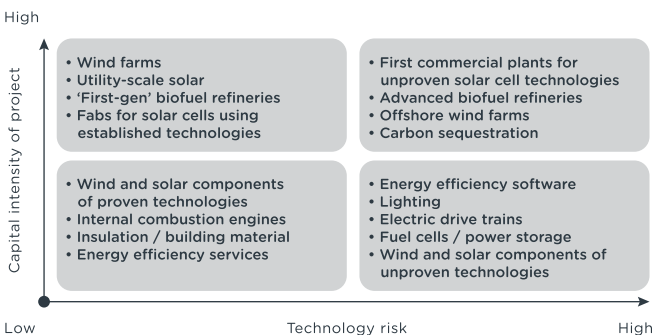 High
Capital intensity of project
• Wind farms
• Utility-scale solar
• ‘First-gen’ biofuel refineries
• Fabs for solar cells using
established technologies
• First commercial plants for
unproven solar cell technologies
• Advanced biofuel refineries
• Offshore wind farms
• Carbon sequestration
• Wind and solar components
of proven technologies
• Internal combustion engines
• Insulation / building material
• Energy efficiency services
• Energy efficiency software
• Lighting
• Electric drive trains
• Fuel cells / power storage
• Wind and solar components of
unproven technologies
Low
Technology risk
High